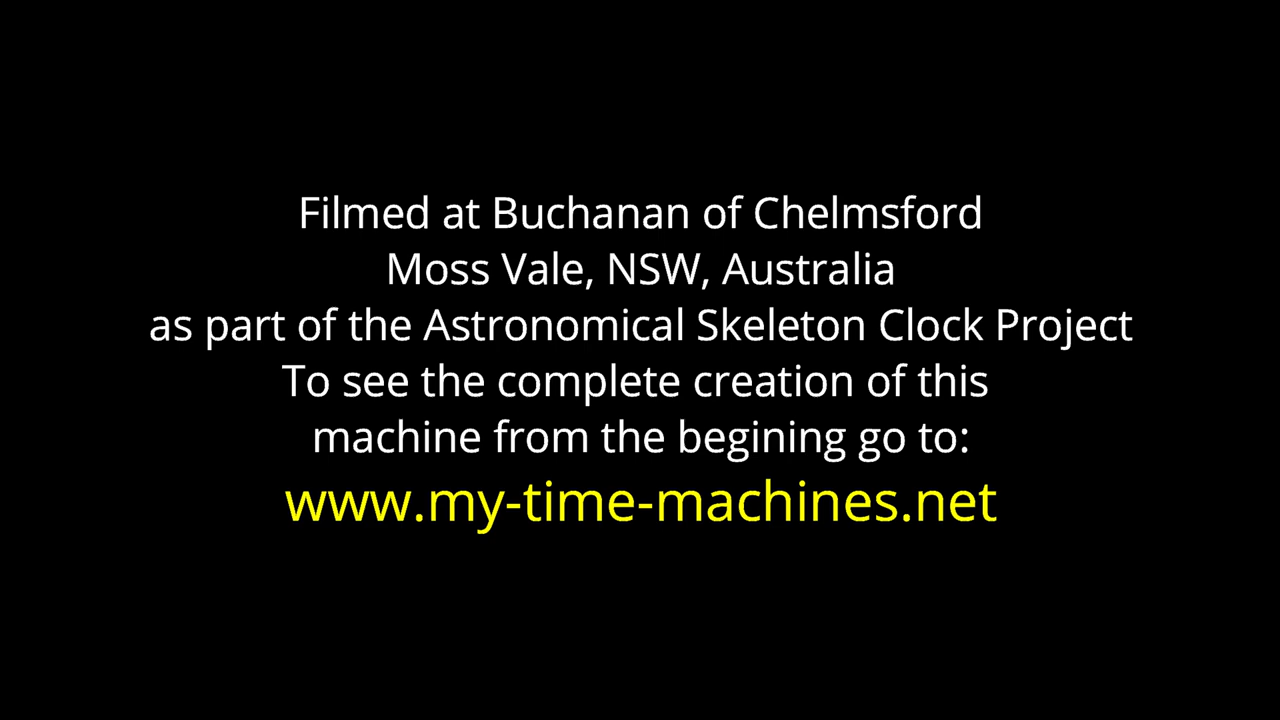 Filmed at Buchanan of Chelmsford
Moss Vale, NSW, Australia
as part of the Astronomical Skeleton Clock Project
To see the complete creation of this
machine from the begining go to:
www.my-time-machines.net